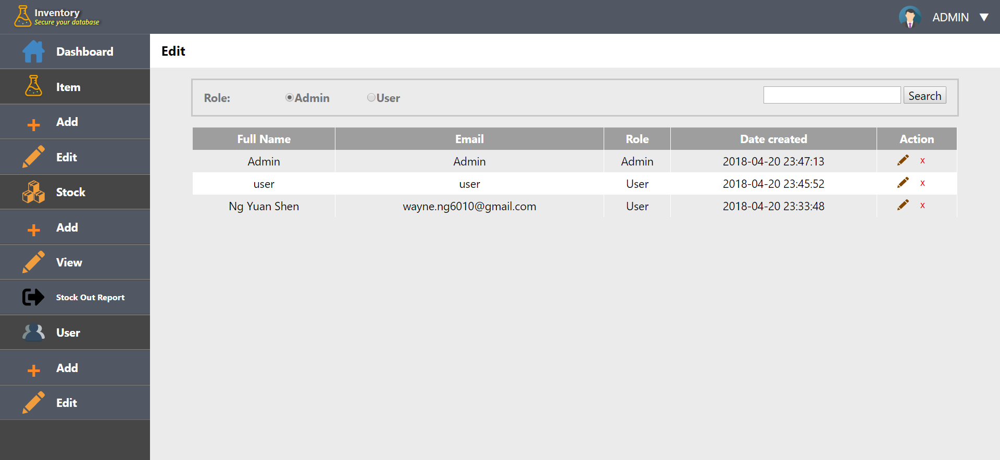 Inventory
Secure your database
ADMIN ▼
Dashboard
Item
Add
Edit
Stock
Add
View
Stock Out Report
User
Add
Edit
Edit
Role: Admin User Search
Full Name Email Role Date created Action
Admin Admin Admin 2018-04-20 23:47:13 x
user user User 2018-04-20 23:45:52 x
Ng Yuan Shen wayne.ng6010@gmail.com User 2018-04-20 23:33:48 x